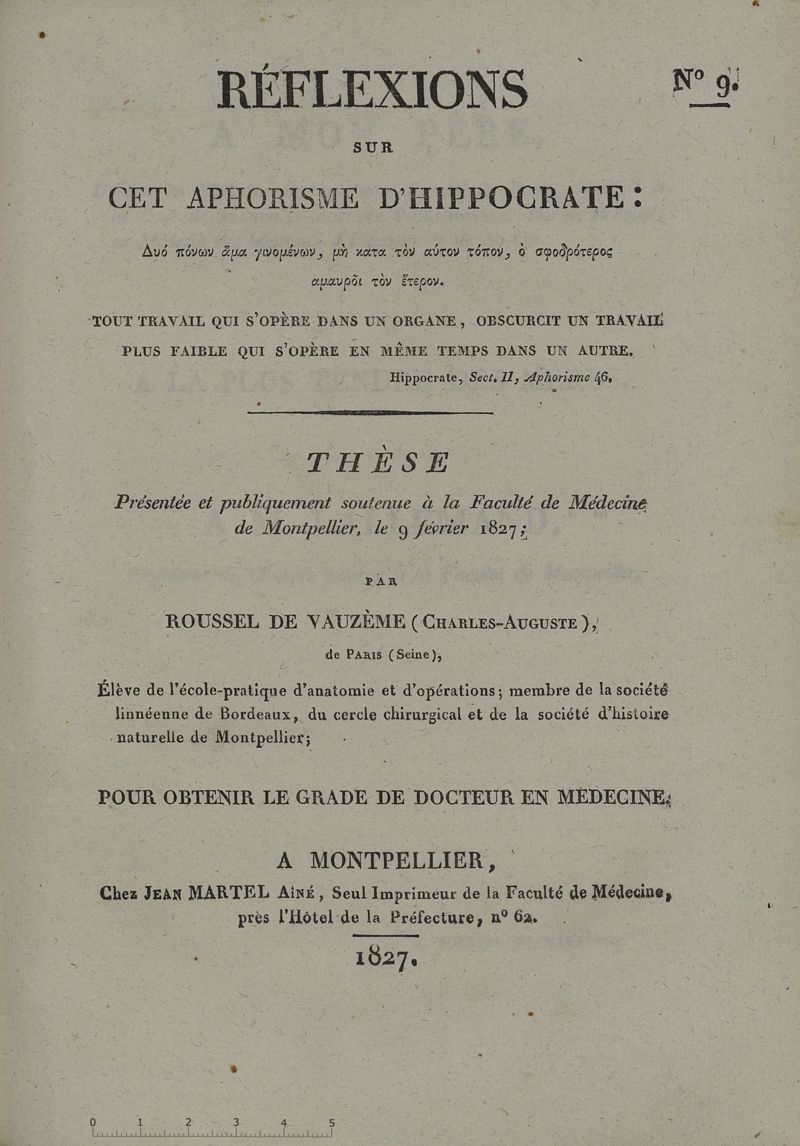 RÉFLEXIONS
N° 9.
SUR
CET APHORISME D'HIPPOCRATE :
Δυό πόνων ἅμα γινομένων, μὴ κατα τὸν αὐτον τόπον, ὁ σφοδρότερος
αμαυρõι τὸν ἕτερον.
TOUT TRAVAIL QUI S'OPÈRE DANS UN ORGANE, OBSCURCIT UN TRAVAIL
PLUS FAIBLE QUI S'OPÈRE EN MÊME TEMPS DANS UN AUTRE.
Hippocrate, Sect. II, Aphorisme 46.
THÈSE
Présentée et publiquement soutenue à la Faculté de Médecine
de Montpellier, le 9 février 1827;
PAR
ROUSSEL DE VAUZÈME (CHARLES-AUGUSTE),
de PARIS (Seine),
Élève de l'école-pratique d'anatomie et d'opérations; membre de la société
linnéenne de Bordeaux, du cercle chirurgical et de la société d'histoire
naturelle de Montpellier;
POUR OBTENIR LE GRADE DE DOCTEUR EN MÉDECINE.
A MONTPELLIER,
Chez JEAN MARTEL AÎNÉ, Seul Imprimeur de la Faculté de Médecine,
près l'Hôtel de la Préfecture, n° 62.
1827.
0 1 2 3 4 5